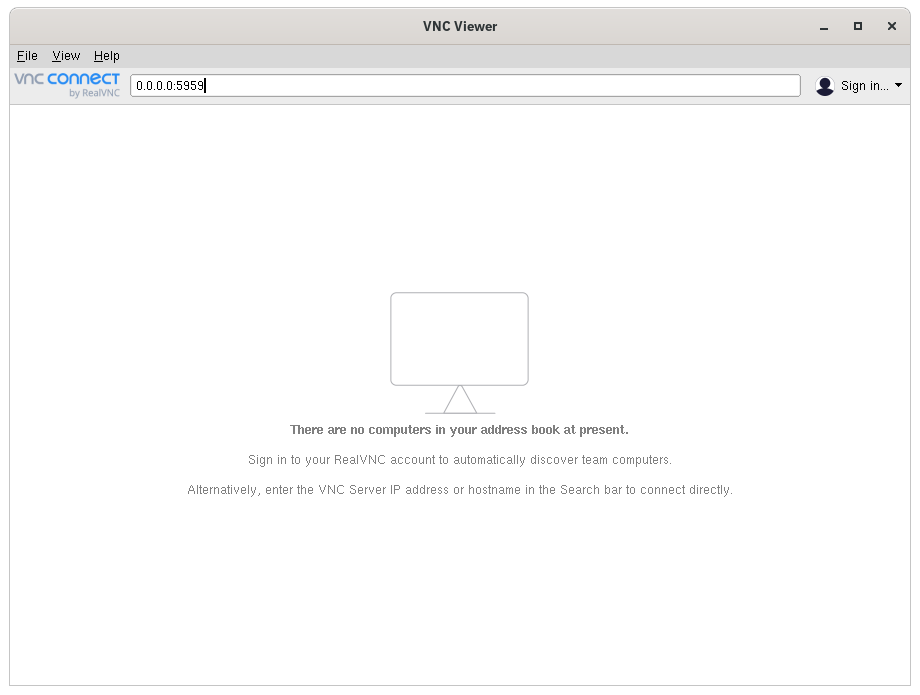 VNC Viewer
File View Help
vnc connect
by RealVNC
0.0.0.0:5959
Sign in...
There are no computers in your address book at present.
Sign in to your RealVNC account to automatically discover team computers.
Alternatively, enter the VNC Server IP address or hostname in the Search bar to connect directly.